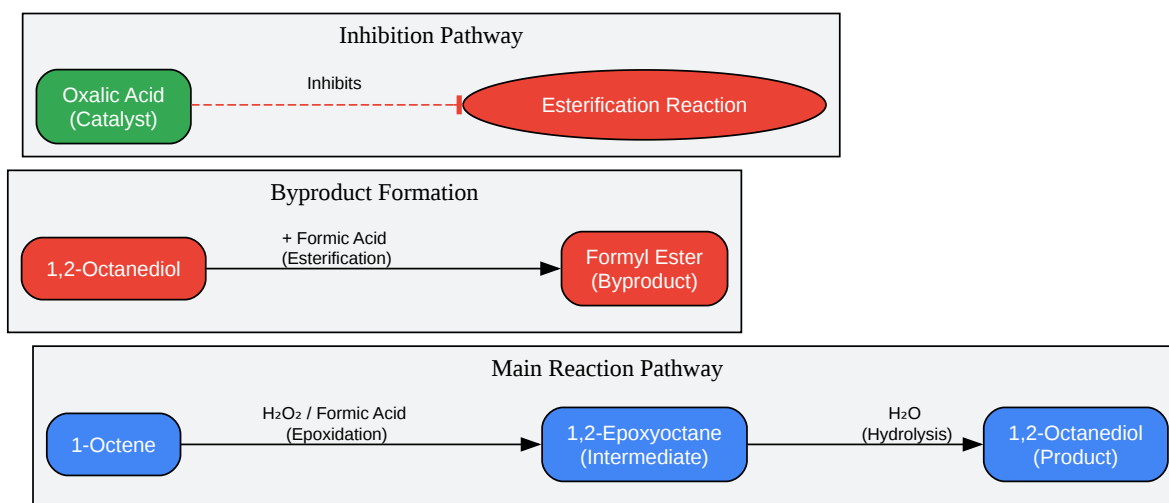 Inhibition Pathway
Oxalic Acid
(Catalyst)
Inhibits
Esterification Reaction
Byproduct Formation
1,2-Octanediol
+ Formic Acid
(Esterification)
Formyl Ester
(Byproduct)
Main Reaction Pathway
1-Octene
H₂O₂ / Formic Acid
(Epoxidation)
1,2-Epoxyoctane
(Intermediate)
H₂O
(Hydrolysis)
1,2-Octanediol
(Product)